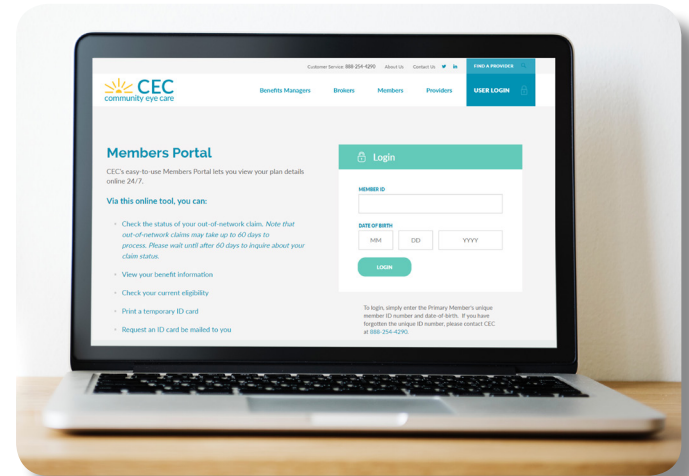 Customer Service 888-254-4290 About Us Contact Us in FIND A PROVIDER
CEC
community eye care
Benefits Managers Brokers Members Providers USER LOGIN
Members Portal
CEC's easy-to-use Members Portal lets you view your plan details
online 24/7.
Via this online tool, you can:
Check the status of your out-of-network claim. Note that
out-of-network claims may take up to 60 days to
process. Please wait until after 60 days to inquire about your
claim status.
View your benefit information
Check your current eligibility
Print a temporary ID card
Request an ID card be mailed to you
Login
MEMBER ID
DATE OF BIRTH
MM DD YYYY
LOGIN
To login, simply enter the Primary Member's unique
member ID number and date-of-birth. If you have
forgotten the unique ID number, please contact CEC
at 888-254-4290.